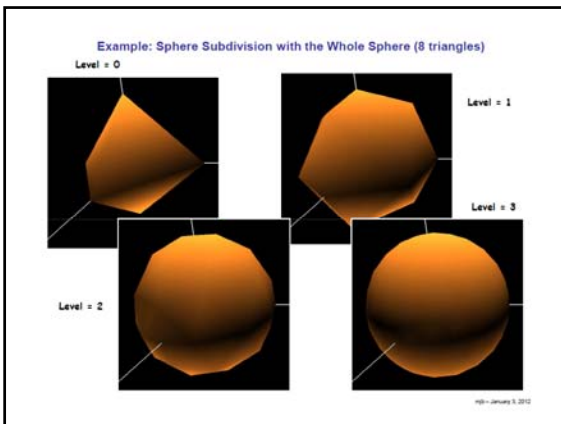 Example: Sphere Subdivision with the Whole Sphere (8 triangles)
Level = 0
Level = 1
Level = 3
Level = 2
mjb – January 3, 2012